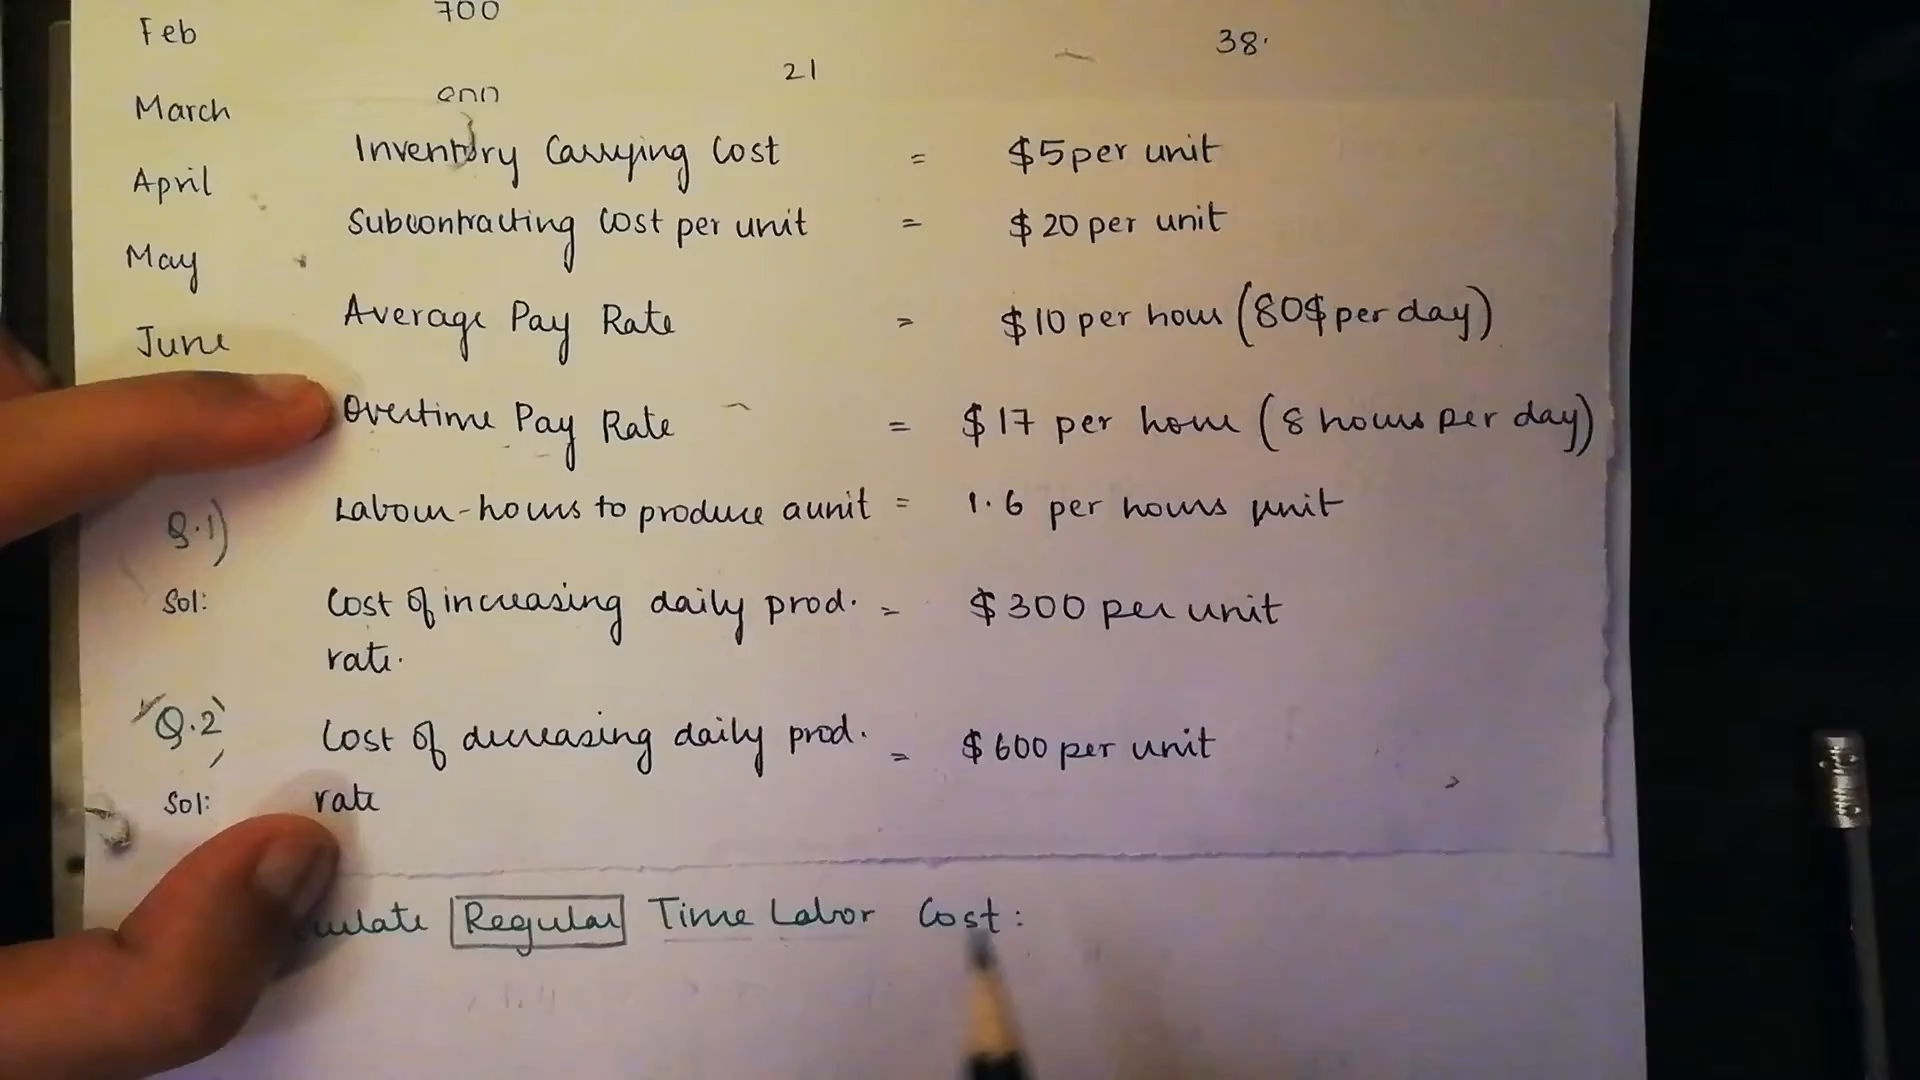 Feb 700
21 38.
March
Inventory Carrying Cost = $5 per unit
April
Subcontracting Cost per unit = $20 per unit
May
Average Pay Rate = $10 per hour (80$ per day)
June
Overtime Pay Rate = $17 per hour (8 hours per day)
Q.1)
Labour-hours to produce a unit = 1.6 per hours unit
Sol:
Cost of increasing daily prod. = $300 per unit
rate.
Q.2)
Cost of decreasing daily prod. = $600 per unit
Sol:
rate
Regular Time Labor Cost: